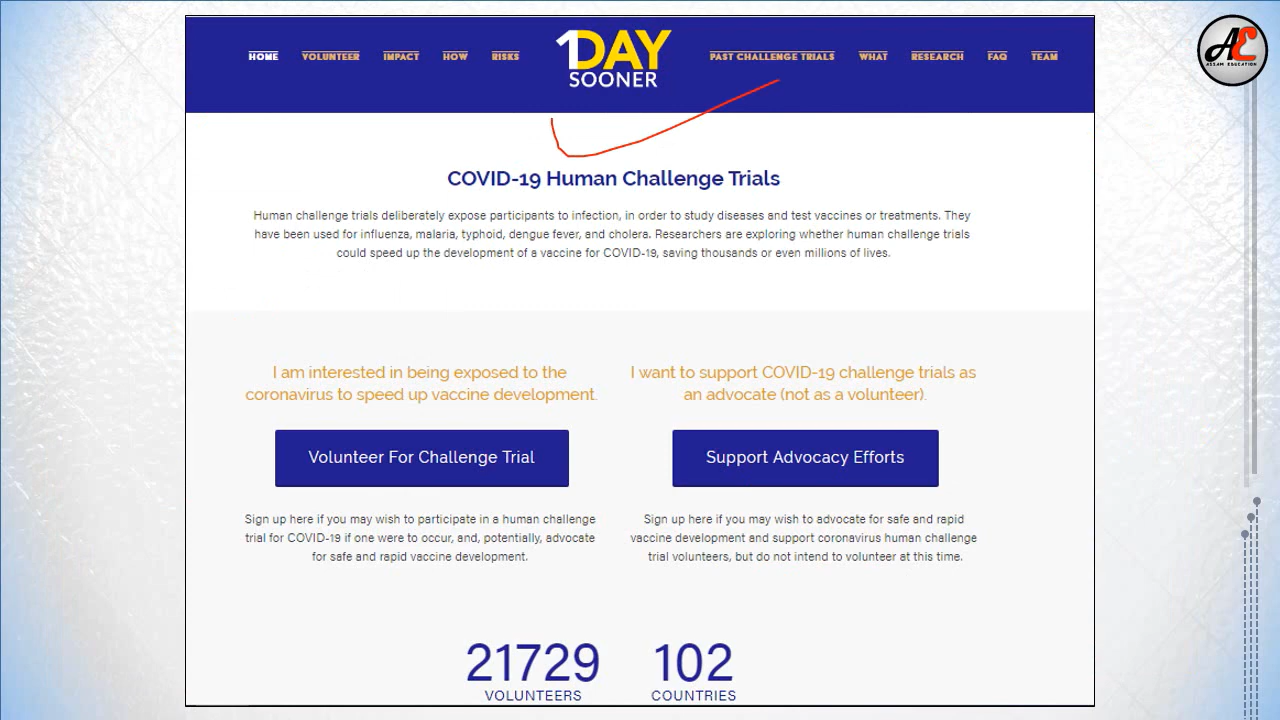 HOME VOLUNTEER IMPACT HOW RISKS
1DAY
SOONER
PAST CHALLENGE TRIALS WHAT RESEARCH FAQ TEAM
AE
ASSAM EDUCATION
COVID-19 Human Challenge Trials
Human challenge trials deliberately expose participants to infection, in order to study diseases and test vaccines or treatments. They
have been used for influenza, malaria, typhoid, dengue fever, and cholera. Researchers are exploring whether human challenge trials
could speed up the development of a vaccine for COVID-19, saving thousands or even millions of lives.
I am interested in being exposed to the
coronavirus to speed up vaccine development.
Volunteer For Challenge Trial
Sign up here if you may wish to participate in a human challenge
trial for COVID-19 if one were to occur, and, potentially, advocate
for safe and rapid vaccine development.
I want to support COVID-19 challenge trials as
an advocate (not as a volunteer).
Support Advocacy Efforts
Sign up here if you may wish to advocate for safe and rapid
vaccine development and support coronavirus human challenge
trial volunteers, but do not intend to volunteer at this time.
21729
VOLUNTEERS
102
COUNTRIES